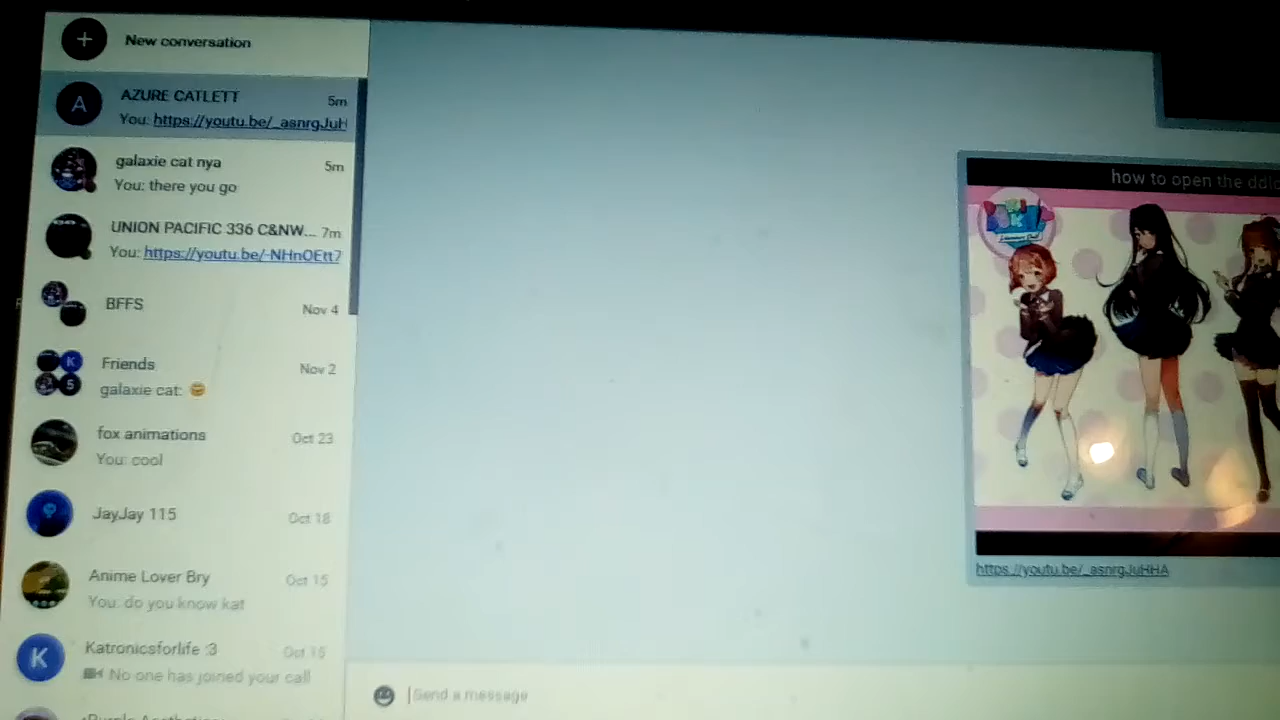 New conversation
A
AZURE CATLETT
5m
You: https://youtu.be/_asnrgJuH
galaxie cat nya
5m
You: there you go
UNION PACIFIC 336 C&NW... 7m
You: https://youtu.be/-NHnOEtt7
BFFS
Nov 4
K
S
Friends
Nov 2
galaxie cat: 😊
fox animations
Oct 23
You: cool
JayJay 115
Oct 18
Anime Lover Bry
Oct 15
You: do you know kat
K
Katronicsforlife :3
Oct 15
No one has joined your call
how to open the ddlc
https://youtu.be/_asnrgJuHHA
Send a message